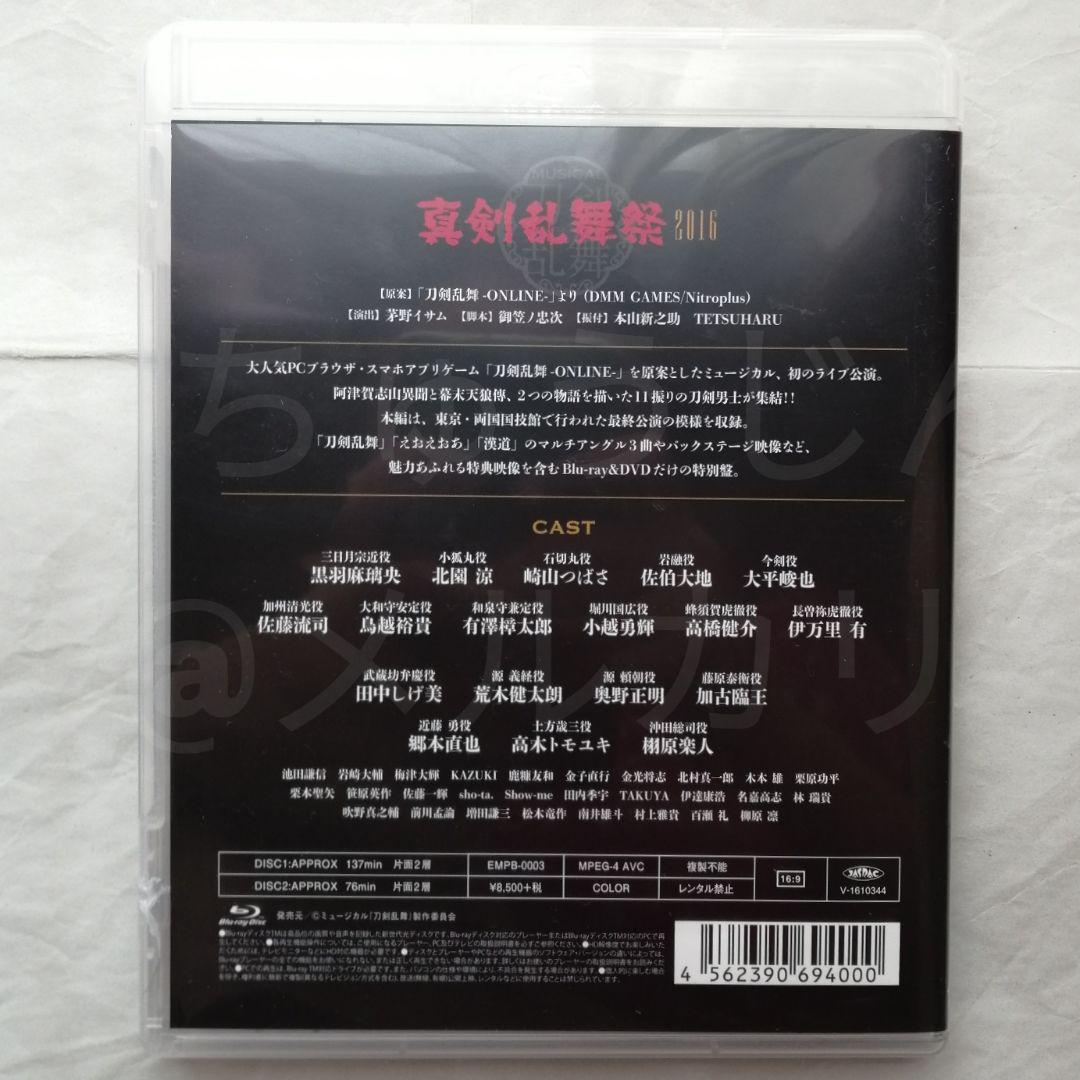 MUSICAL
刀剣乱舞
真剣乱舞祭 2016
【原案】「刀剣乱舞-ONLINE-」より（DMM GAMES/Nitroplus）
【演出】茅野イサム 【脚本】御笠ノ忠次 【振付】本山新之助 TETSUHARU
大人気PCブラウザ・スマホアプリゲーム「刀剣乱舞-ONLINE-」を原案としたミュージカル、初のライブ公演。
阿津賀志山異聞と幕末天狼傳、2つの物語を描いた11振りの刀剣男士が集結!!
本編は、東京・両国国技館で行われた最終公演の模様を収録。
「刀剣乱舞」「えおえおあ」「漢道」のマルチアングル3曲やバックステージ映像など、
魅力あふれる特典映像を含むBlu-ray&DVDだけの特別盤。
ちゅうじん
@メルカリ
CAST
三日月宗近役 小狐丸役 石切丸役 岩融役 今剣役
黒羽麻璃央 北園 涼 崎山つばさ 佐伯大地 大平峻也
加州清光役 大和守安定役 和泉守兼定役 堀川国広役 蜂須賀虎徹役 長曽祢虎徹役
佐藤流司 鳥越裕貴 有澤樟太郎 小越勇輝 高橋健介 伊万里 有
武蔵坊弁慶役 源 義経役 源 頼朝役 藤原泰衡役
田中しげ美 荒木健太朗 奥野正明 加古臨王
近藤 勇役 土方歳三役 沖田総司役
郷本直也 高木トモユキ 栩原楽人
池田謙信 岩崎大輔 梅津大輝 KAZUKI 鹿糠友和 金子直行 金光将志 北村真一郎 木本 雄 栗原功平
栗本聖矢 笹原英作 佐藤一輝 sho-ta. Show-me 田内季宇 TAKUYA 伊達康浩 名嘉高志 林 瑞貴
吹野真之輔 前川孟論 増田謙三 松木竜作 南井雄斗 村上雅貴 百瀬 礼 柳原 凛
DISC1:APPROX 137min 片面2層 EMPB-0003 MPEG-4 AVC 複製不能
DISC2:APPROX 76min 片面2層 ¥8,500+税 COLOR レンタル禁止
16:9
JASRAC
V-1610344
Blu-ray Disc
発売元／©ミュージカル『刀剣乱舞』製作委員会
4 562390 694000